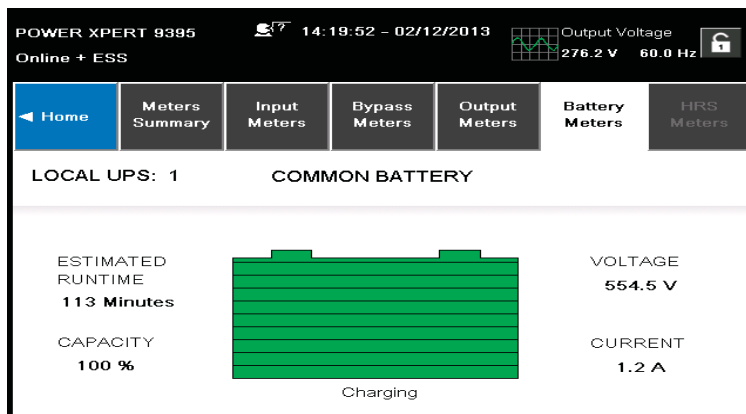 POWER XPERT 9395
Online + ESS
? 14:19:52 - 02/12/2013
Output Voltage
276.2 V 60.0 Hz
1
◄ Home
Meters
Summary
Input
Meters
Bypass
Meters
Output
Meters
Battery
Meters
HRS
Meters
LOCAL UPS: 1 COMMON BATTERY
ESTIMATED
RUNTIME
113 Minutes
CAPACITY
100 %
Charging
VOLTAGE
554.5 V
CURRENT
1.2 A